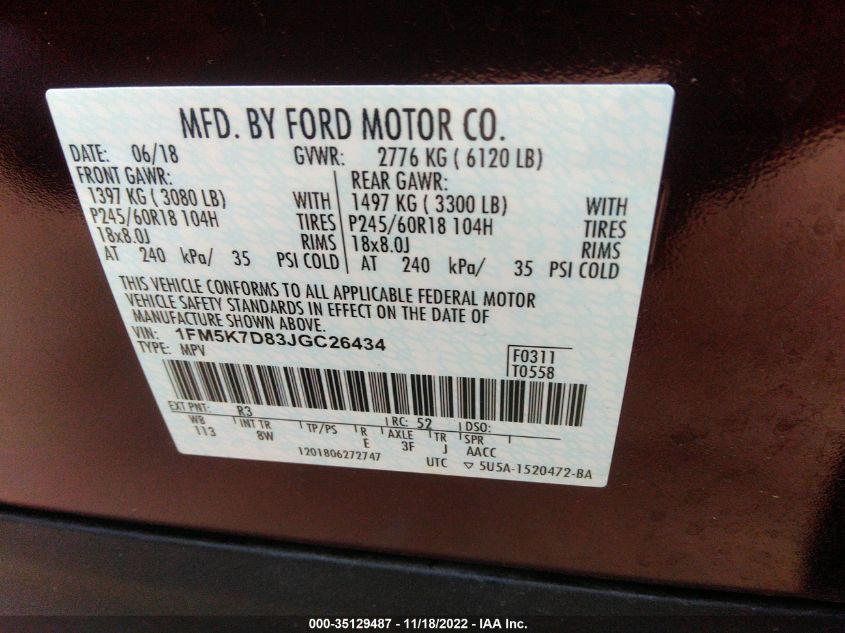 MFD. BY FORD MOTOR CO.
DATE: 06/18 GVWR: 2776 KG ( 6120 LB)
FRONT GAWR: REAR GAWR:
1397 KG ( 3080 LB) WITH 1497 KG ( 3300 LB) WITH
P245/60R18 104H TIRES P245/60R18 104H TIRES
18x8.0J RIMS 18x8.0J RIMS
AT 240 kPa/ 35 PSI COLD AT 240 kPa/ 35 PSI COLD
THIS VEHICLE CONFORMS TO ALL APPLICABLE FEDERAL MOTOR
VEHICLE SAFETY STANDARDS IN EFFECT ON THE DATE OF
MANUFACTURE SHOWN ABOVE.
VIN: 1FM5K7D83JGC26434
TYPE: MPV
F0311
T0558
EXT PNT: R3 RC: 52 DSO:
WB INT TR TP/PS R AXLE TR SPR
113 8W E 3F J AACC
1201806272747 UTC ▽ 5U5A-1520472-BA
000-35129487 - 11/18/2022 - IAA Inc.